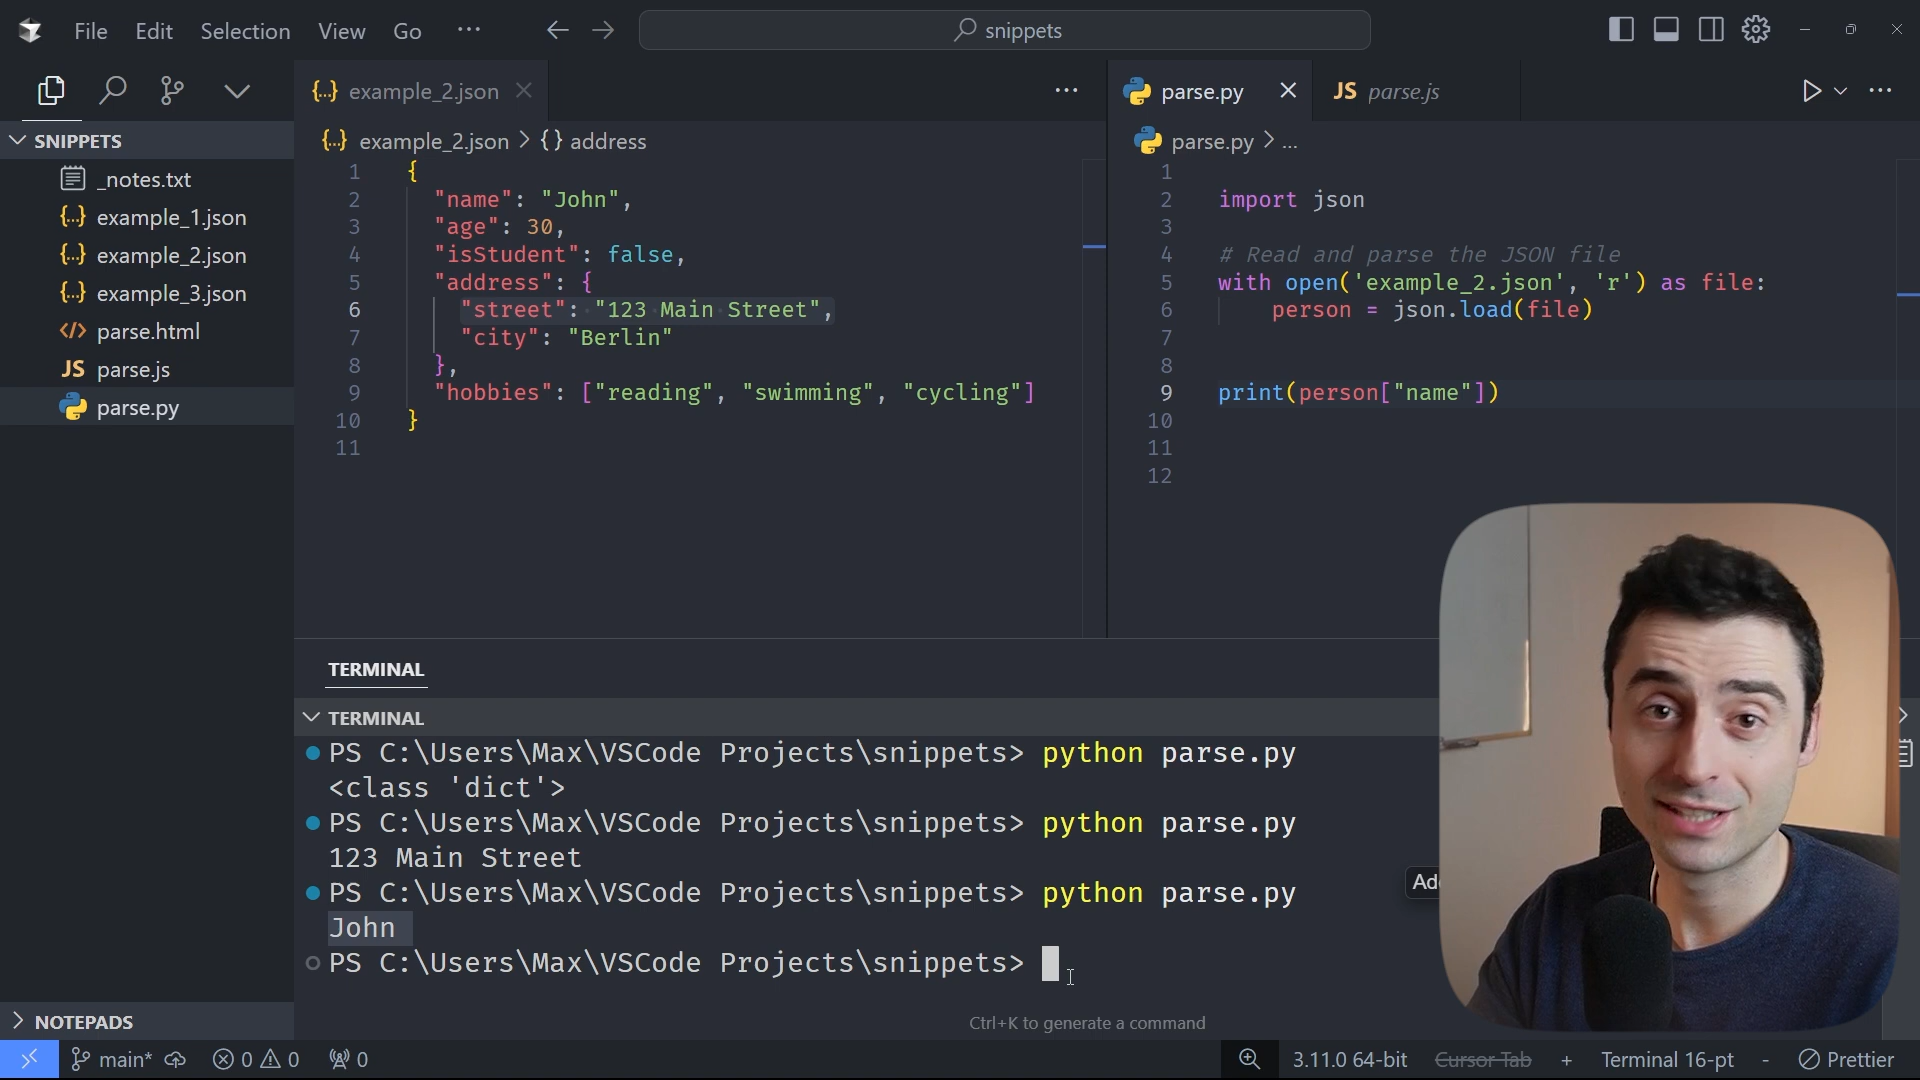 File Edit Selection View Go ···
snippets
SNIPPETS
_notes.txt
example_1.json
example_2.json
example_3.json
parse.html
JS parse.js
parse.py
NOTEPADS
{..} example_2.json
{..} example_2.json > {} address
1 {
2 "name": "John",
3 "age": 30,
4 "isStudent": false,
5 "address": {
6 "street": "123 Main Street",
7 "city": "Berlin"
8 },
9 "hobbies": ["reading", "swimming", "cycling"]
10 }
11
parse.py
JS parse.js
parse.py > ...
1
2 import json
3
4 # Read and parse the JSON file
5 with open('example_2.json', 'r') as file:
6 person = json.load(file)
7
8
9 print(person["name"])
10
11
12
TERMINAL
TERMINAL
PS C:\Users\Max\VSCode Projects\snippets> python parse.py
<class 'dict'>
PS C:\Users\Max\VSCode Projects\snippets> python parse.py
123 Main Street
PS C:\Users\Max\VSCode Projects\snippets> python parse.py
John
PS C:\Users\Max\VSCode Projects\snippets>
Ctrl+K to generate a command
main* 0 0 0
3.11.0 64-bit Cursor Tab + Terminal 16-pt - Prettier